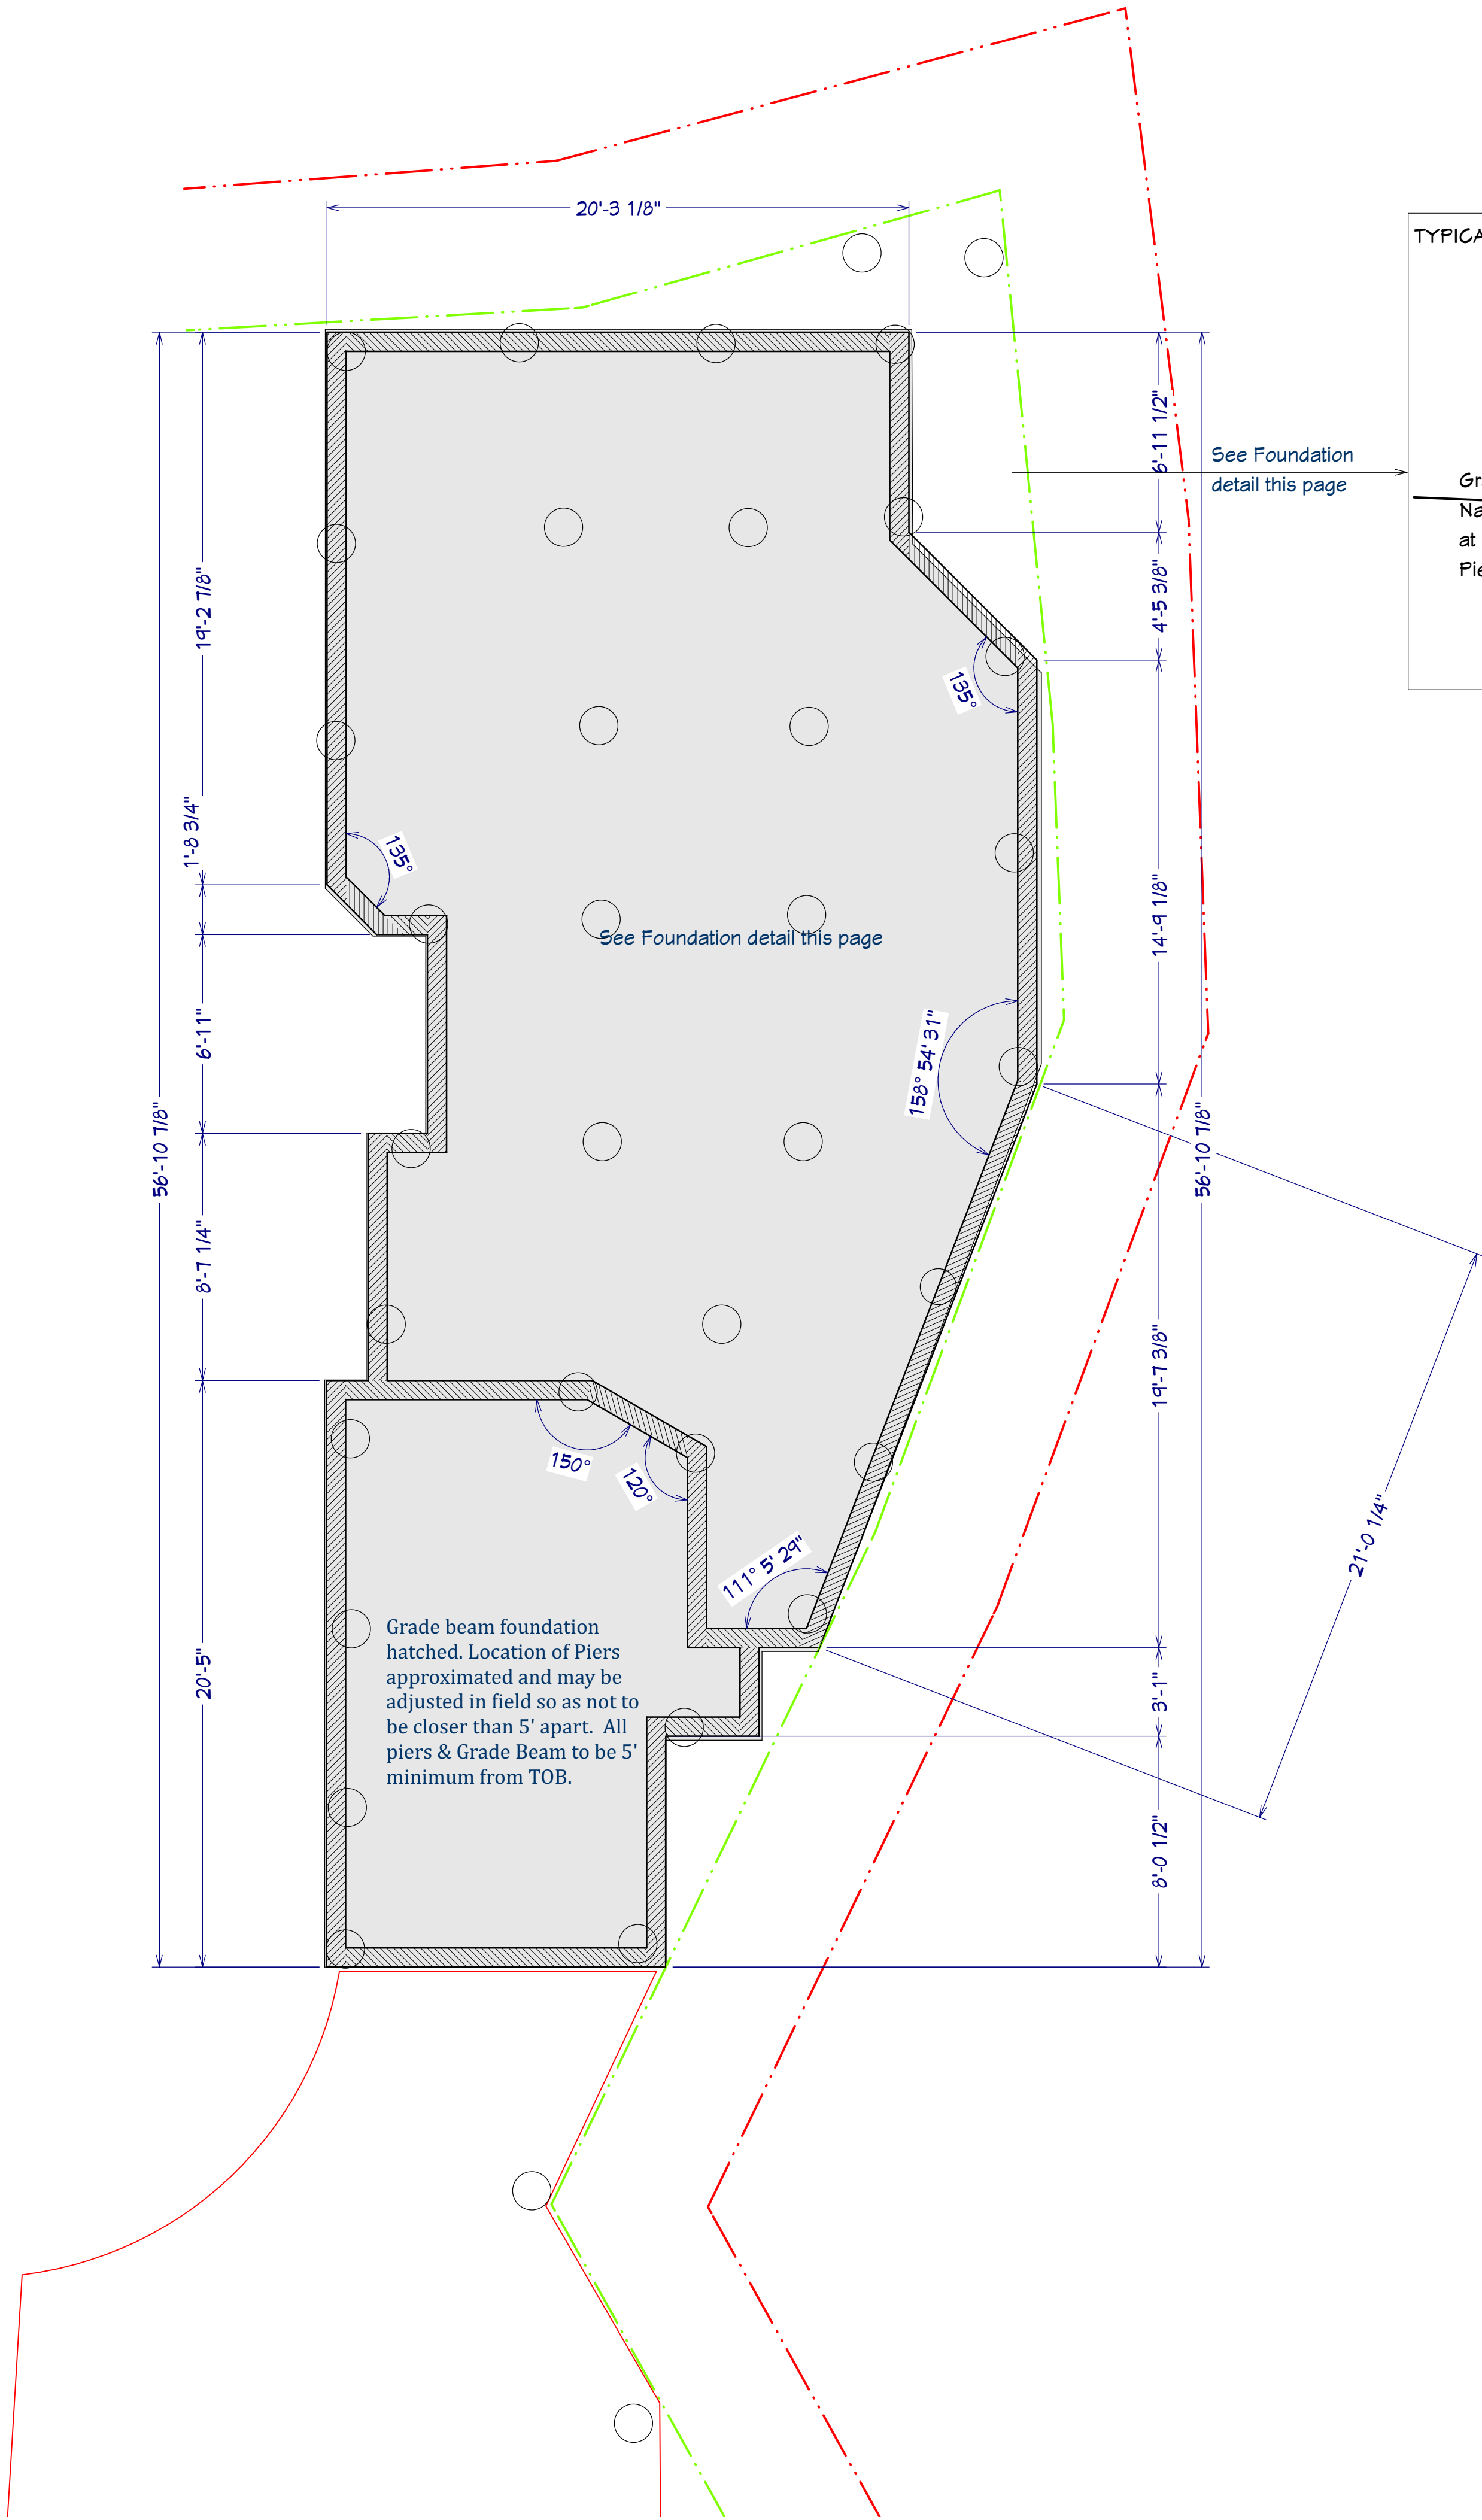 20'-3 1/8"
TYPICA
6'-11 1/2"
See Foundation
detail this page
Gr
Na
at
Pie
19'-2 7/8"
4'-5 3/8"
135°
1'-8 3/4"
135°
14'-9 1/8"
See Foundation detail this page
6'-11"
158° 54' 31"
56'-10 7/8"
56'-10 7/8"
8'-7 1/4"
19'-7 3/8"
150°
120°
21'-0 1/4"
111° 5' 29"
20'-5"
Grade beam foundation
hatched. Location of Piers
approximated and may be
adjusted in field so as not to
be closer than 5' apart.  All
piers & Grade Beam to be 5'
minimum from TOB.
3'-1"
8'-0 1/2"